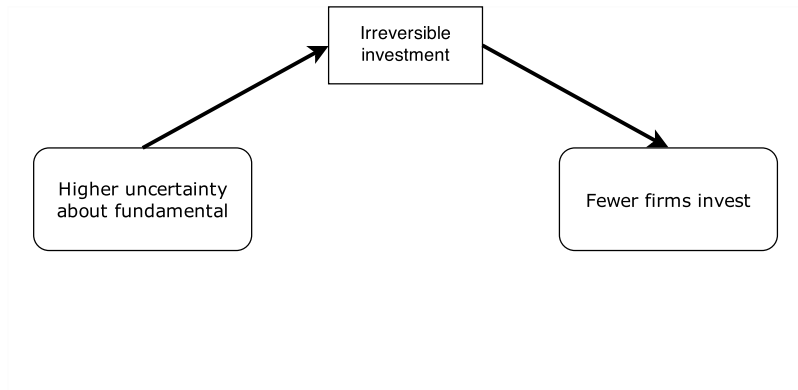 Irreversible
investment
Higher uncertainty
about fundamental
Fewer firms invest